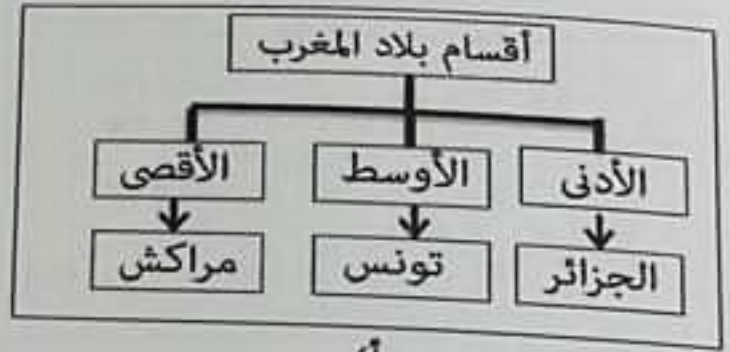 أقسام بلاد المغرب
الأدنى الأوسط الأقصى
الجزائر تونس مراكش